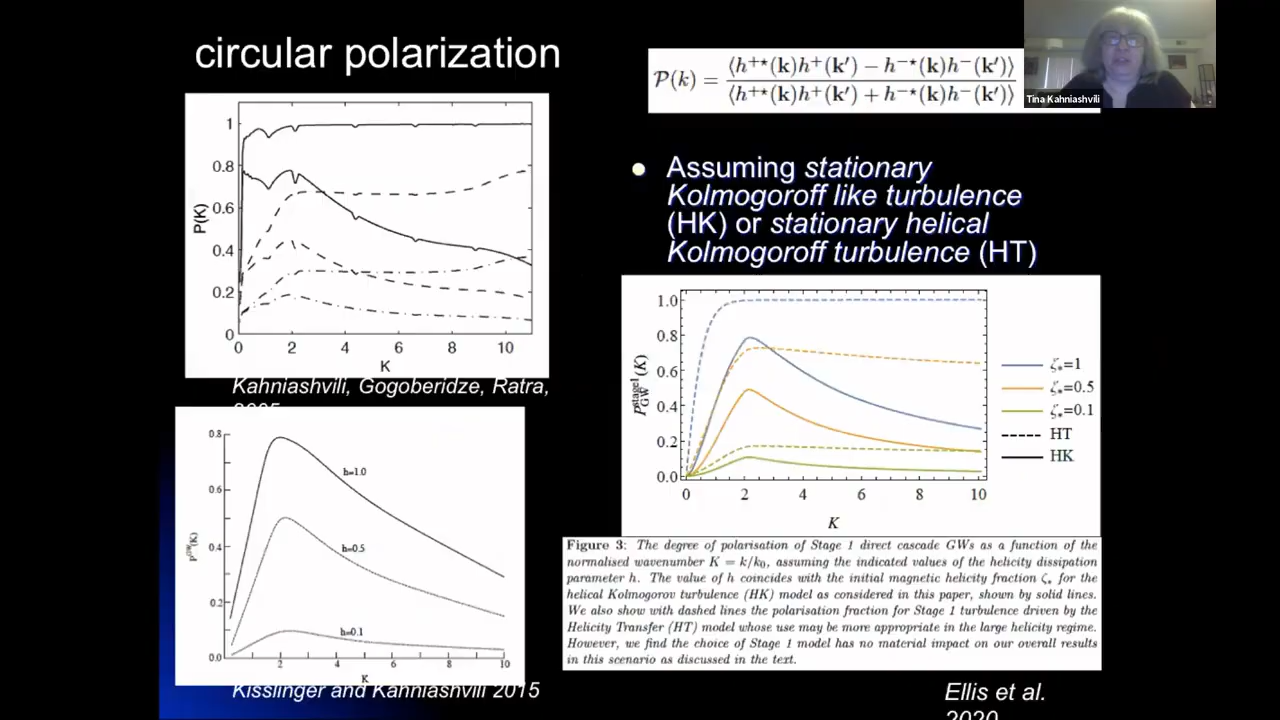 circular polarization
𝒫(k) = ⟨h⁺⋆(k)h⁺(k′) − h⁻⋆(k)h⁻(k′)⟩ / ⟨h⁺⋆(k)h⁺(k′) + h⁻⋆(k)h⁻(k′)⟩
Tina Kahniashvili
1
0.8
0.6
0.4
0.2
0
P(K)
0 2 4 6 8 10
K
Kahniashvili, Gogoberidze, Ratra,
Assuming stationary
Kolmogoroff like turbulence
(HK) or stationary helical
Kolmogoroff turbulence (HT)
0.8
0.6
0.4
0.2
0.0
h=1.0
h=0.5
h=0.1
2 4 6 8 10
K
Kisslinger and Kahniashvili 2015
1.0
0.8
0.6
0.4
0.2
0.0
0 2 4 6 8 10
K
ζ*=1
ζ*=0.5
ζ*=0.1
HT
HK
Figure 3: The degree of polarisation of Stage 1 direct cascade GWs as a function of the
normalised wavenumber K = k/k₀, assuming the indicated values of the helicity dissipation
parameter h. The value of h coincides with the initial magnetic helicity fraction ζ* for the
helical Kolmogorov turbulence (HK) model as considered in this paper, shown by solid lines.
We also show with dashed lines the polarisation fraction for Stage 1 turbulence driven by the
Helicity Transfer (HT) model whose use may be more appropriate in the large helicity regime.
However, we find the choice of Stage 1 model has no material impact on our overall results
in this scenario as discussed in the text.
Ellis et al.
2020